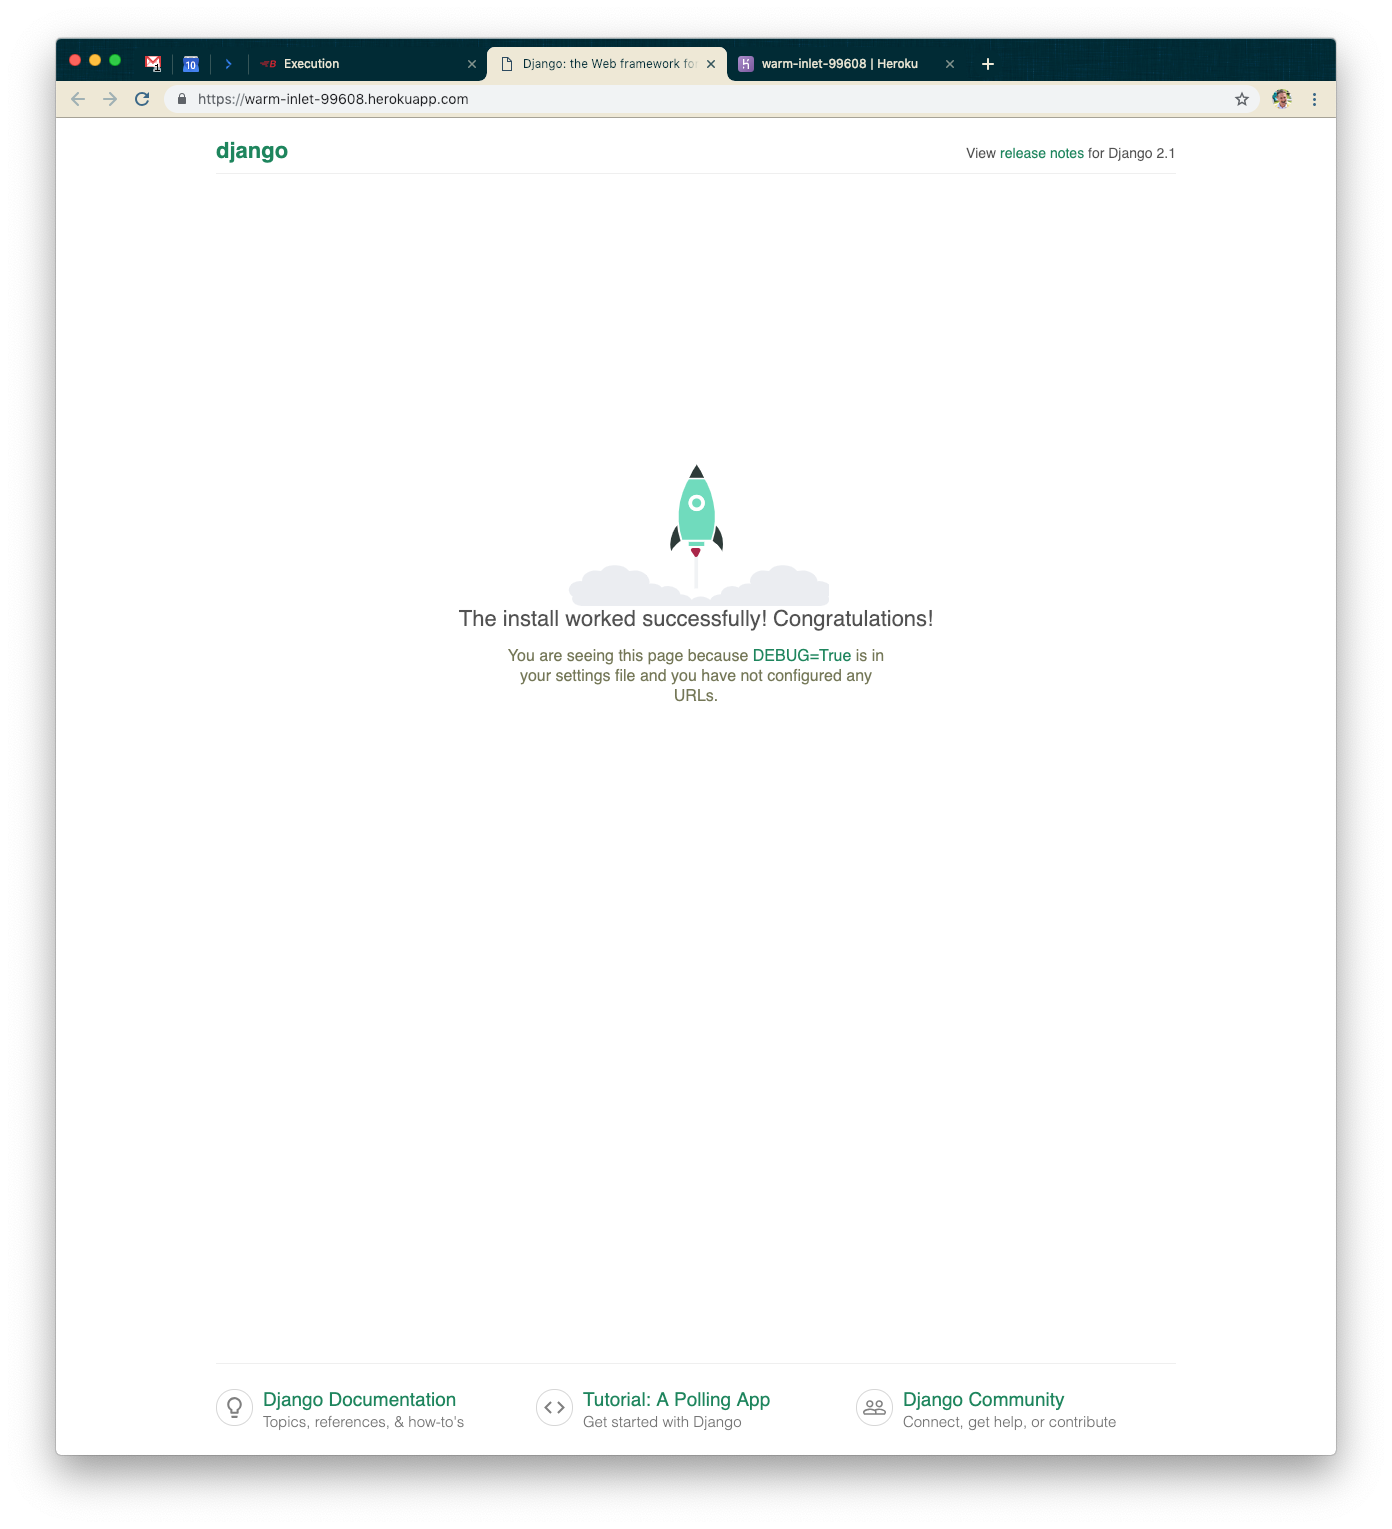 1
10
B
Execution
Django: the Web framework fo
warm-inlet-99608 | Heroku
https://warm-inlet-99608.herokuapp.com
django
View release notes for Django 2.1
The install worked successfully! Congratulations!
You are seeing this page because DEBUG=True is in
your settings file and you have not configured any
URLs.
Django Documentation
Topics, references, & how-to's
Tutorial: A Polling App
Get started with Django
Django Community
Connect, get help, or contribute